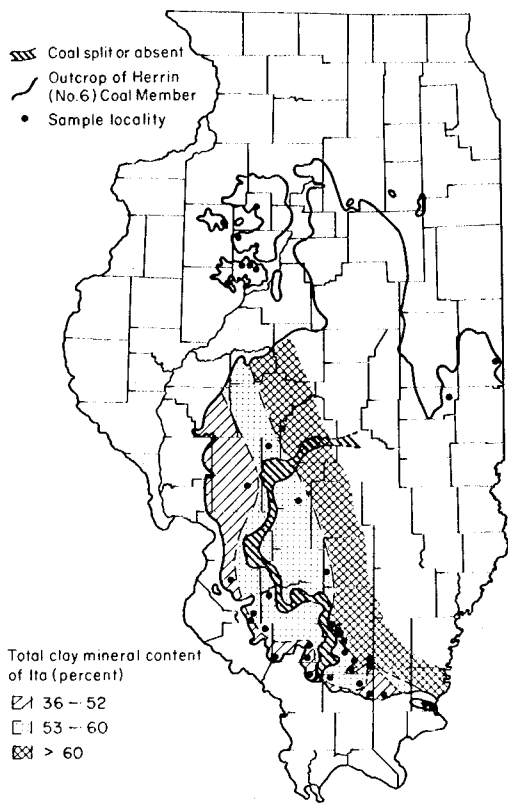 Coal split or absent
Outcrop of Herrin
(No.6) Coal Member
Sample locality
Total clay mineral content
of Ita (percent)
36 - 52
53 - 60
> 60